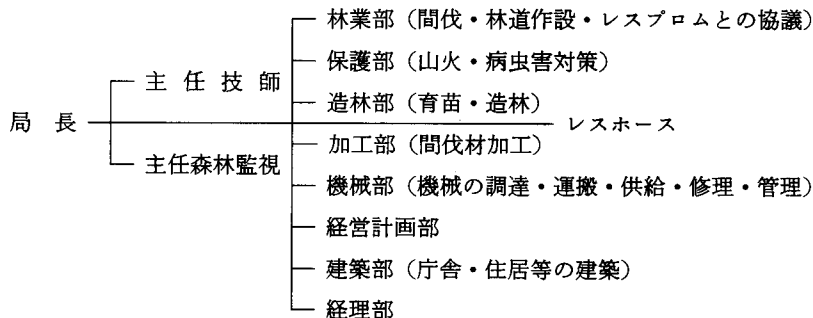 林業部（間伐・林道作設・レスプロムとの協議）
保護部（山火・病虫害対策）
主任技師
造林部（育苗・造林）
局長
レスホース
加工部（間伐材加工）
主任森林監視
機械部（機械の調達・運搬・供給・修理・管理）
経営計画部
建築部（庁舎・住居等の建築）
経理部